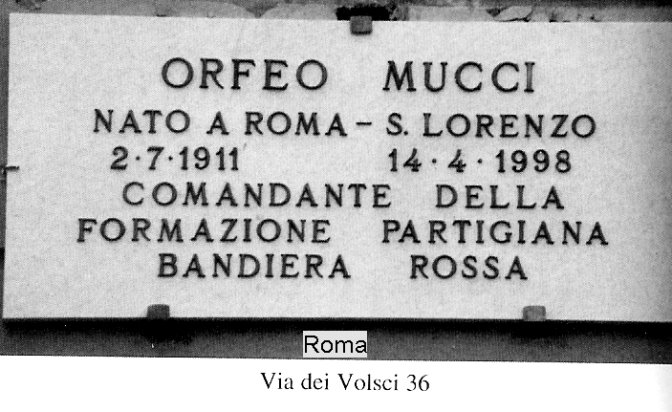 ORFEO MUCCI
NATO A ROMA - S. LORENZO
2·7·1911 14·4·1998
COMANDANTE DELLA
FORMAZIONE PARTIGIANA
BANDIERA ROSSA
Roma
Via dei Volsci 36